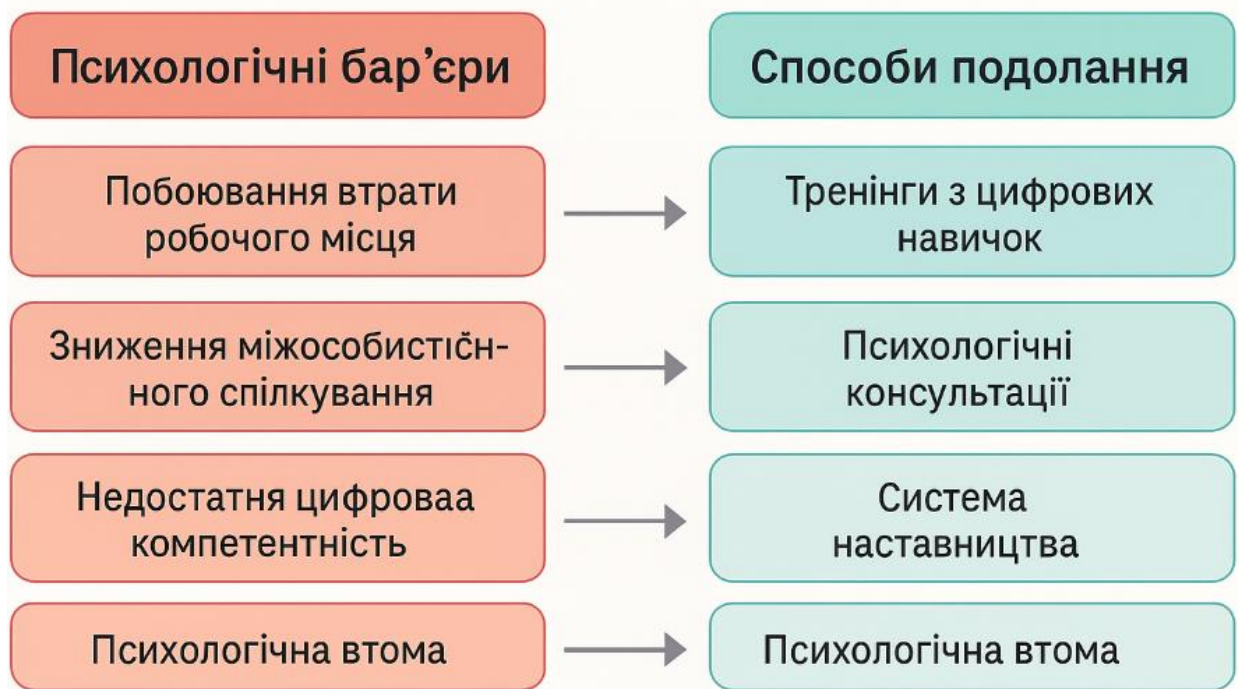 Психологічні бар’єри
Способи подолання
Побоювання втрати
робочого місця
Тренінги з цифрових
навичок
Зниження міжособистıčн-
ного спілкування
Психологічні
консультації
Недостатня цифроваа
компетентність
Система
наставництва
Психологічна втома
Психологічна втома